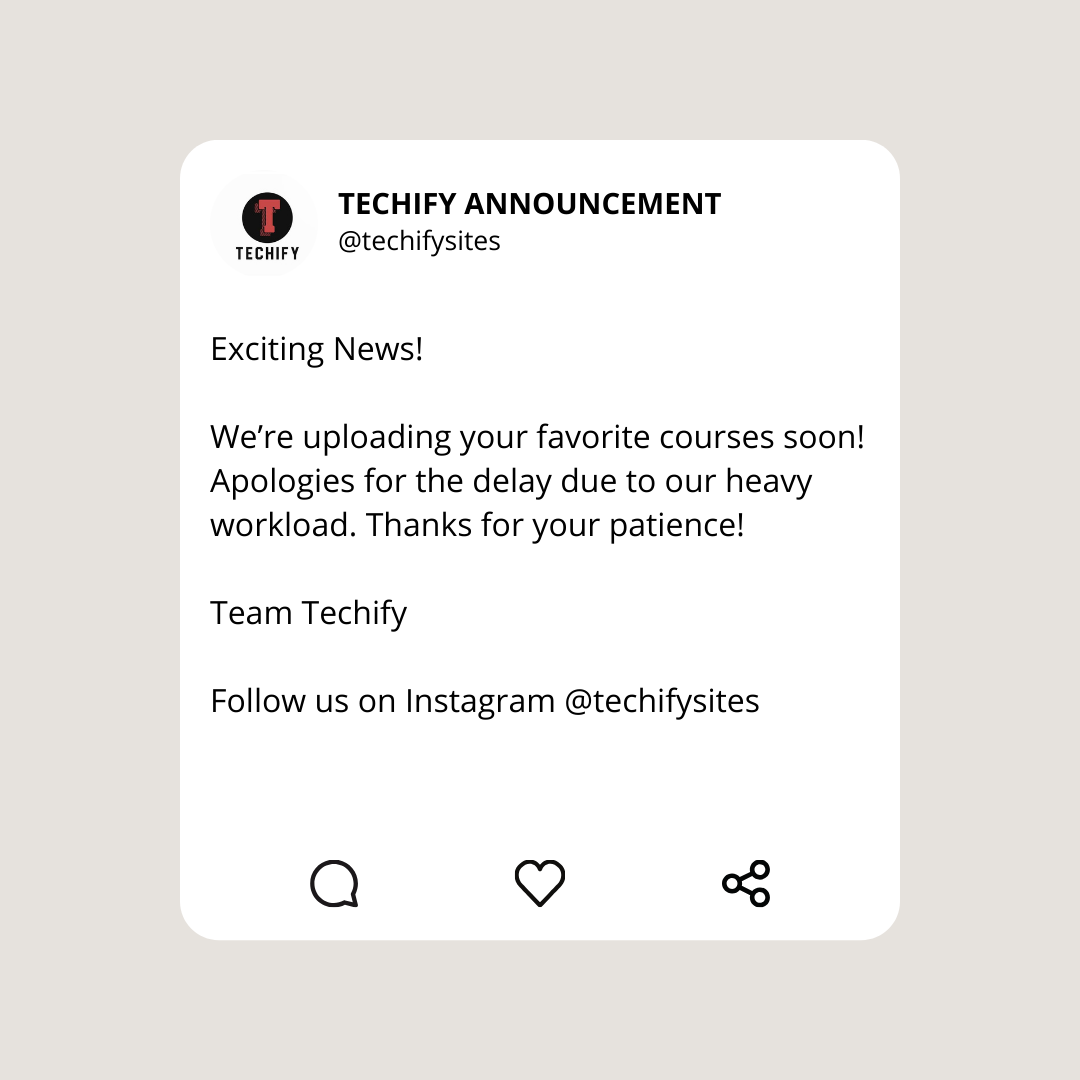 T
TECHIFY
TECHIFY ANNOUNCEMENT
@techifysites
Exciting News!
We’re uploading your favorite courses soon!
Apologies for the delay due to our heavy
workload. Thanks for your patience!
Team Techify
Follow us on Instagram @techifysites